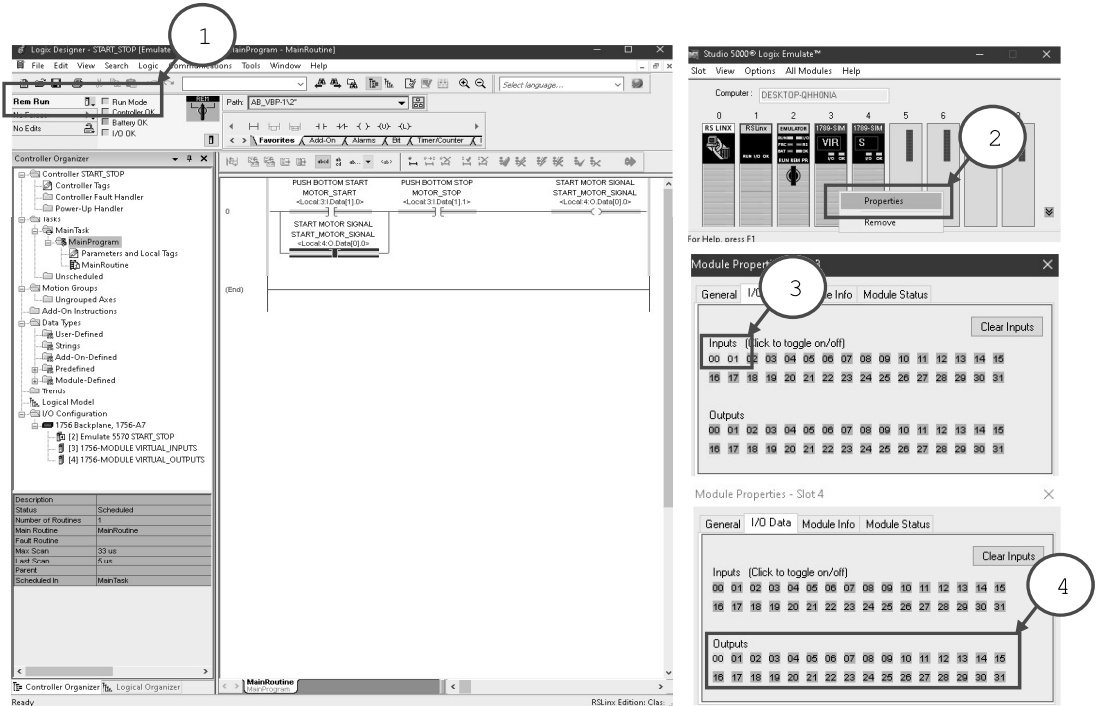 1
Logix Designer - START_STOP [Emulate
MainProgram - MainRoutine]
File Edit View Search Logic Communications Tools Window Help
Select language...
Rem Run
Run Mode
Controller OK
Battery OK
I/O OK
No Forces
No Edits
REM
Path: AB_VBP-1\2"
Favorites Add-On Alarms Bit Timer/Counter
Controller Organizer
Controller START_STOP
Controller Tags
Controller Fault Handler
Power-Up Handler
Tasks
MainTask
MainProgram
Parameters and Local Tags
MainRoutine
Unscheduled
Motion Groups
Ungrouped Axes
Add-On Instructions
Data Types
User-Defined
Strings
Add-On-Defined
Predefined
Module-Defined
Trends
Logical Model
I/O Configuration
1756 Backplane, 1756-A7
[2] Emulate 5570 START_STOP
[3] 1756-MODULE VIRTUAL_INPUTS
[4] 1756-MODULE VIRTUAL_OUTPUTS
Description
Status Scheduled
Number of Routines 1
Main Routine MainRoutine
Fault Routine
Max Scan 33 us
Last Scan 5 us
Parent
Scheduled In MainTask
Controller Organizer Logical Organizer
Ready
PUSH BOTTOM START
MOTOR_START
<Local:3:I.Data[1].0>
PUSH BOTTOM STOP
MOTOR_STOP
<Local:3:I.Data[1].1>
START MOTOR SIGNAL
START_MOTOR_SIGNAL
<Local:4:O.Data[0].0>
0
START MOTOR SIGNAL
START_MOTOR_SIGNAL
<Local:4:O.Data[0].0>
(End)
MainRoutine
MainProgram
RSLinx Edition: Clas:
Studio 5000® Logix Emulate™
Slot View Options All Modules Help
Computer: DESKTOP-QHH0NIA
0 1 2 3 4 5 6
RS LINX RSLinx EMULATOR 1789-SIM 1789-SIM
VIR S
RUN I/O OK
RUN REM PR
I/O OK
2
Properties
Remove
For Help, press F1
Module Properties 3
3
General I/O Module Info Module Status
Clear Inputs
Inputs (Click to toggle on/off)
00 01 02 03 04 05 06 07 08 09 10 11 12 13 14 15
16 17 18 19 20 21 22 23 24 25 26 27 28 29 30 31
Outputs
00 01 02 03 04 05 06 07 08 09 10 11 12 13 14 15
16 17 18 19 20 21 22 23 24 25 26 27 28 29 30 31
Module Properties - Slot 4
General I/O Data Module Info Module Status
Clear Inputs
4
Inputs (Click to toggle on/off)
00 01 02 03 04 05 06 07 08 09 10 11 12 13 14 15
16 17 18 19 20 21 22 23 24 25 26 27 28 29 30 31
Outputs
00 01 02 03 04 05 06 07 08 09 10 11 12 13 14 15
16 17 18 19 20 21 22 23 24 25 26 27 28 29 30 31